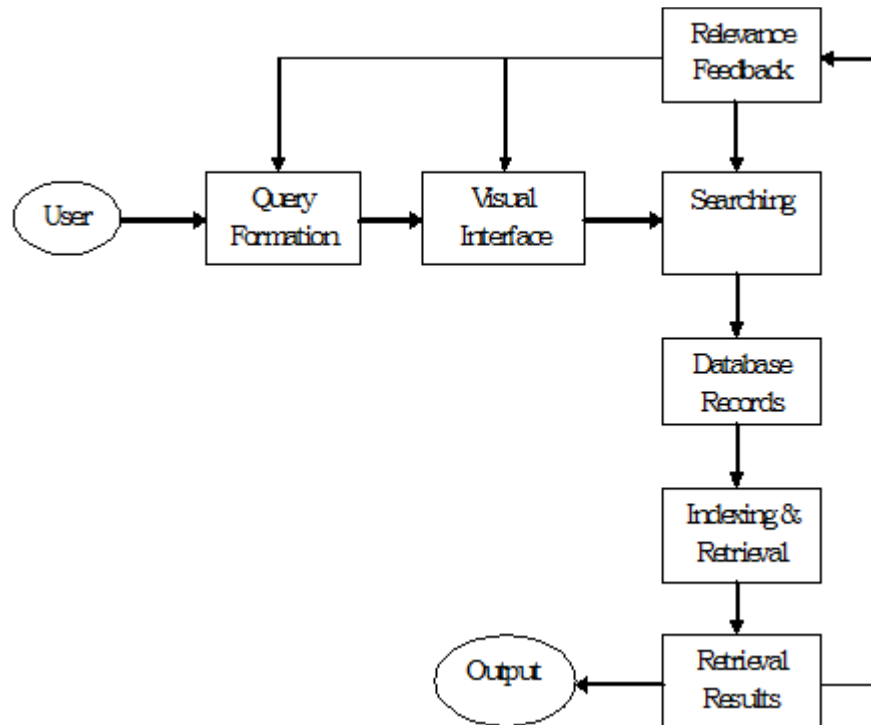 Relevance
Feedback
User
Query
Formation
Visual
Interface
Searching
Database
Records
Indexing &
Retrieval
Output
Retrieval
Results